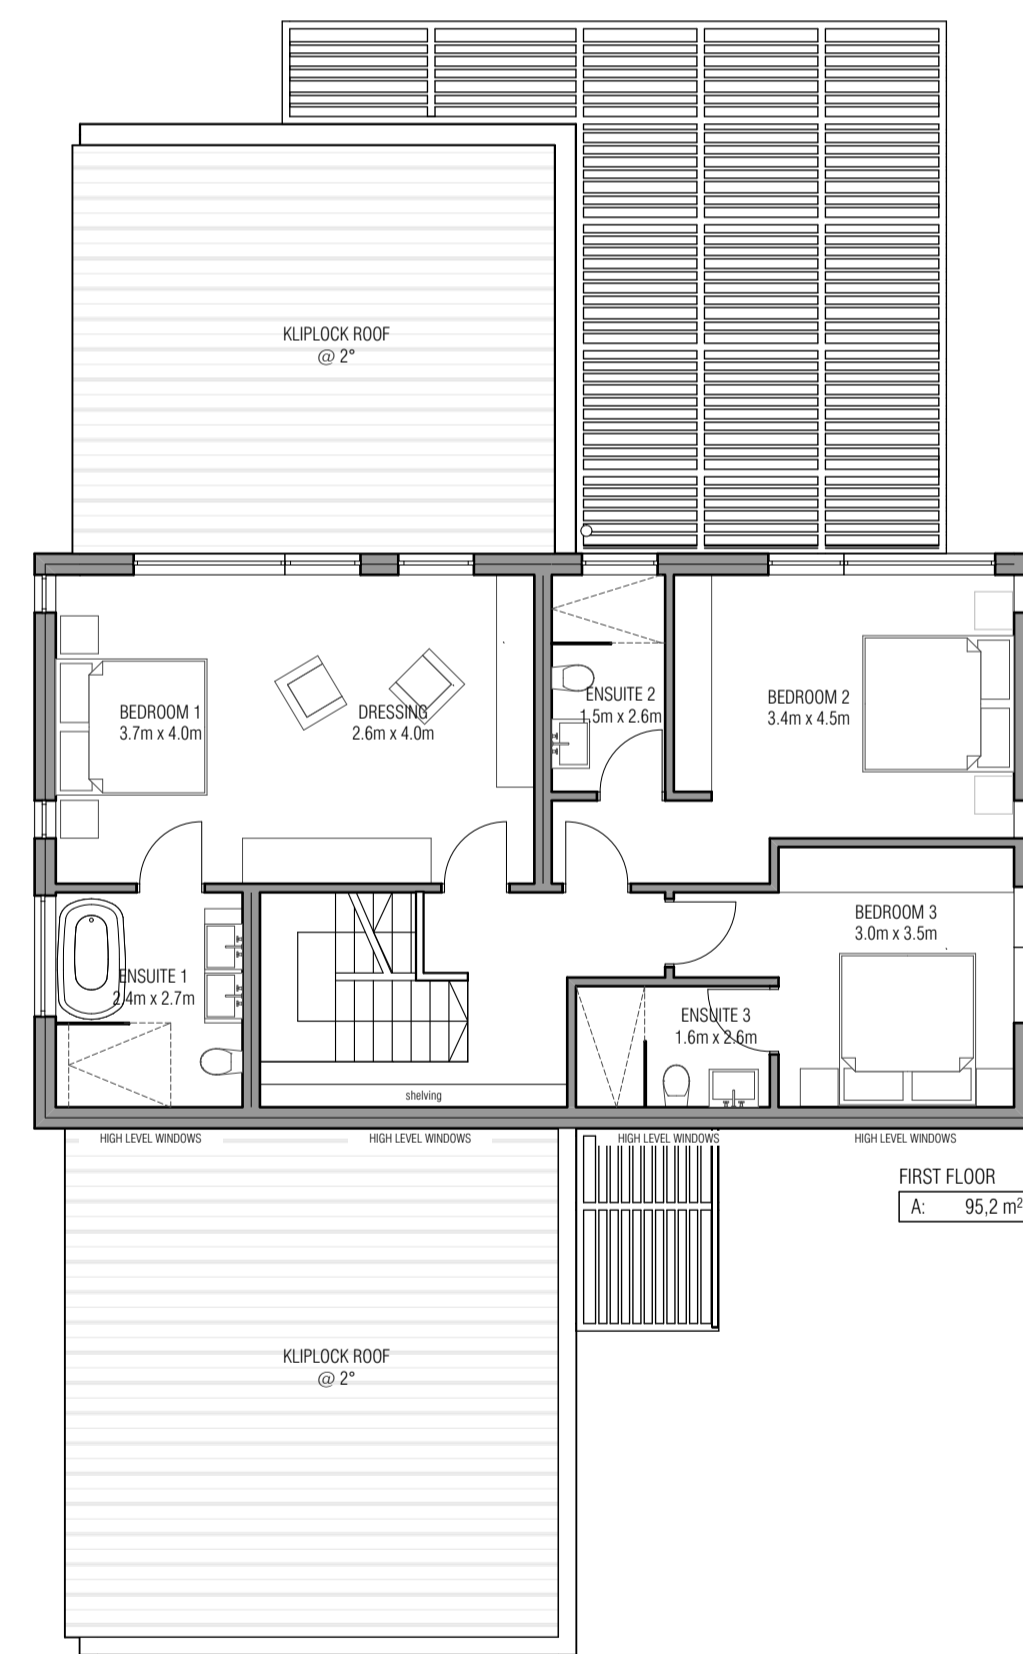 KLIPLOCK ROOF
@ 2°
BEDROOM 1
3.7m x 4.0m
DRESSING
2.6m x 4.0m
ENSUITE 2
1.5m x 2.6m
BEDROOM 2
3.4m x 4.5m
BEDROOM 3
3.0m x 3.5m
ENSUITE 1
2.4m x 2.7m
ENSUITE 3
1.6m x 2.6m
shelving
HIGH LEVEL WINDOWS
HIGH LEVEL WINDOWS
HIGH LEVEL WINDOWS
HIGH LEVEL WINDOWS
FIRST FLOOR
A: 95,2 m²
KLIPLOCK ROOF
@ 2°